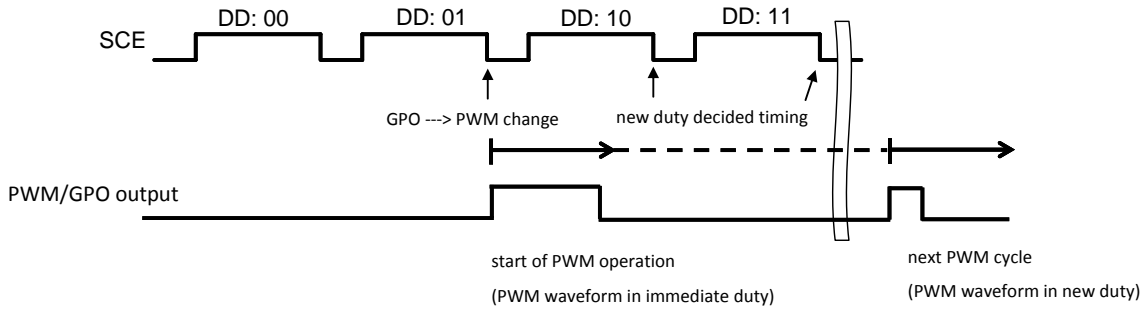 DD: 00 DD: 01 DD: 10 DD: 11
SCE
GPO ---> PWM change new duty decided timing
PWM/GPO output
start of PWM operation
(PWM waveform in immediate duty)
next PWM cycle
(PWM waveform in new duty)